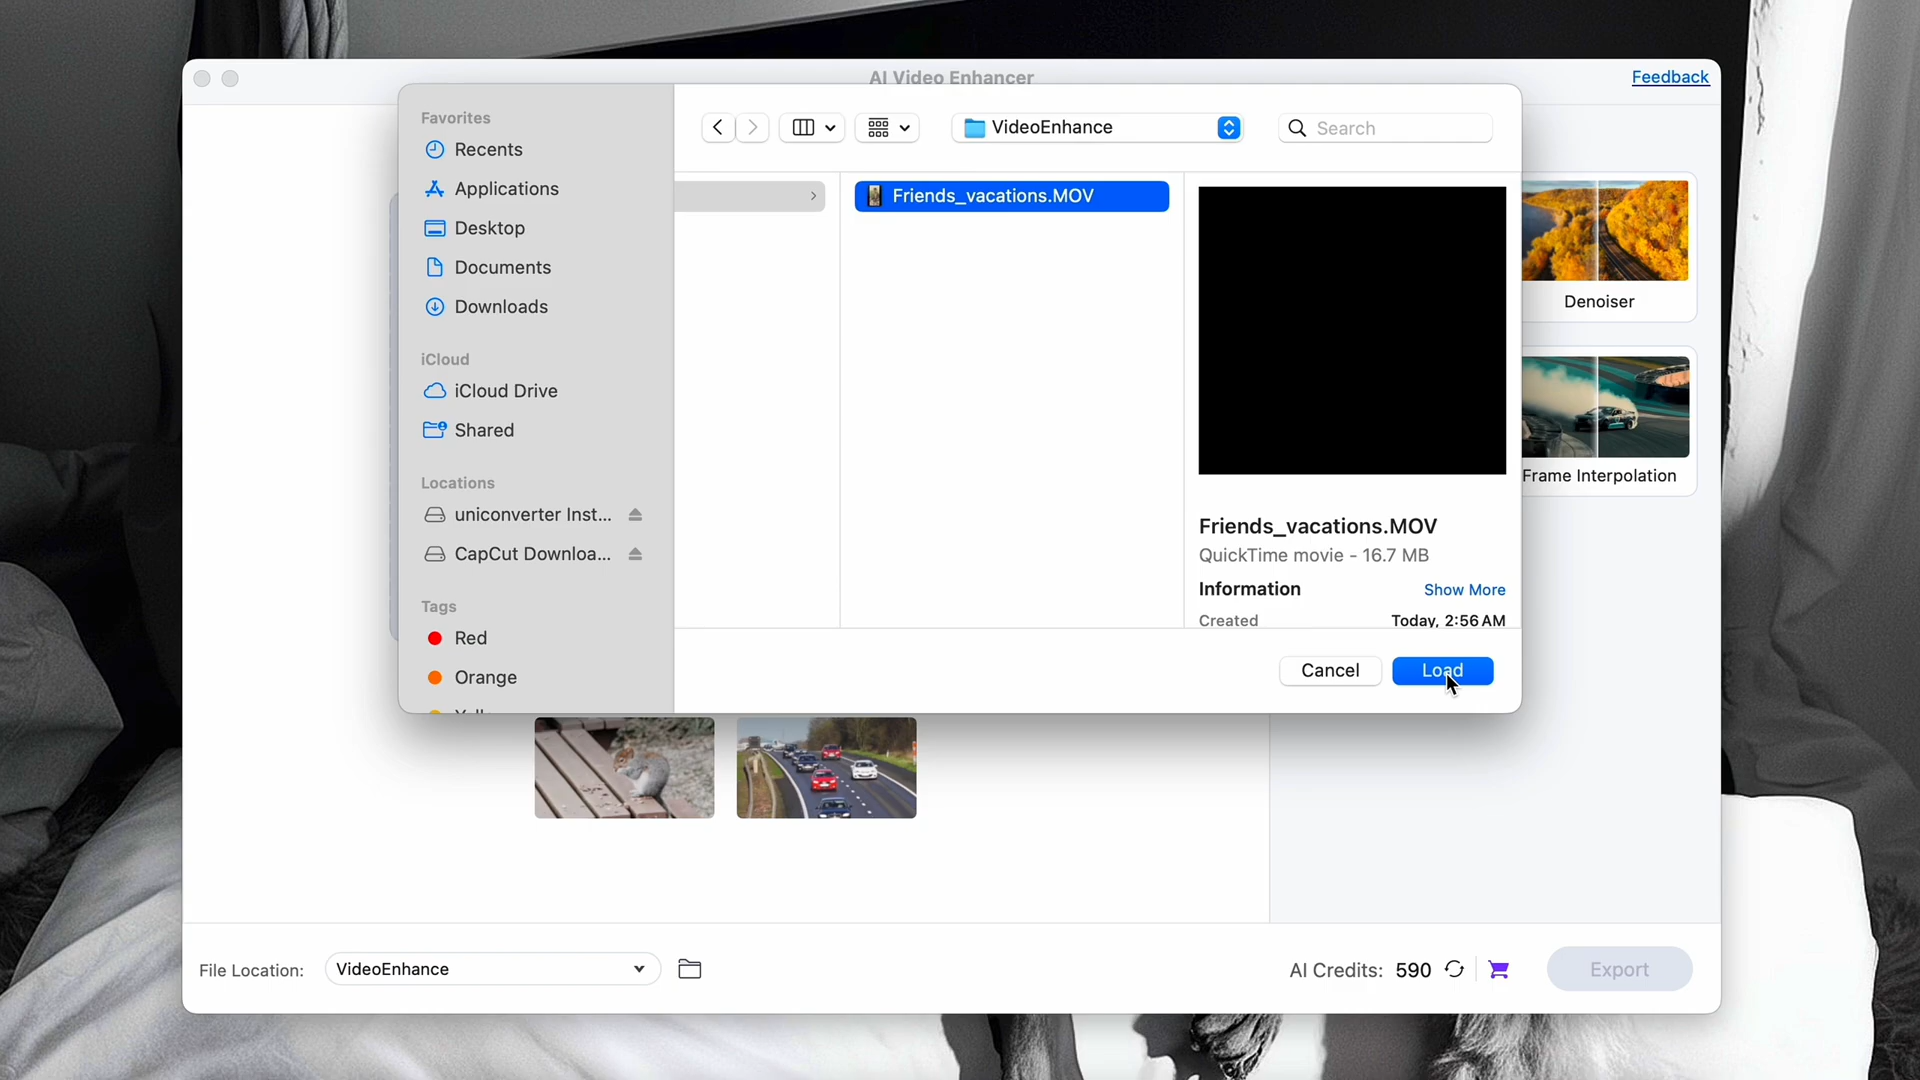 AI Video Enhancer
Feedback
Favorites
Recents
Applications
Desktop
Documents
Downloads
iCloud
iCloud Drive
Shared
Locations
uniconverter Inst...
CapCut Downloa...
Tags
Red
Orange
VideoEnhance
Search
Friends_vacations.MOV
Friends_vacations.MOV
QuickTime movie - 16.7 MB
Information
Show More
Created
Today, 2:56 AM
Cancel
Load
Denoiser
Frame Interpolation
File Location:
VideoEnhance
AI Credits: 590
Export